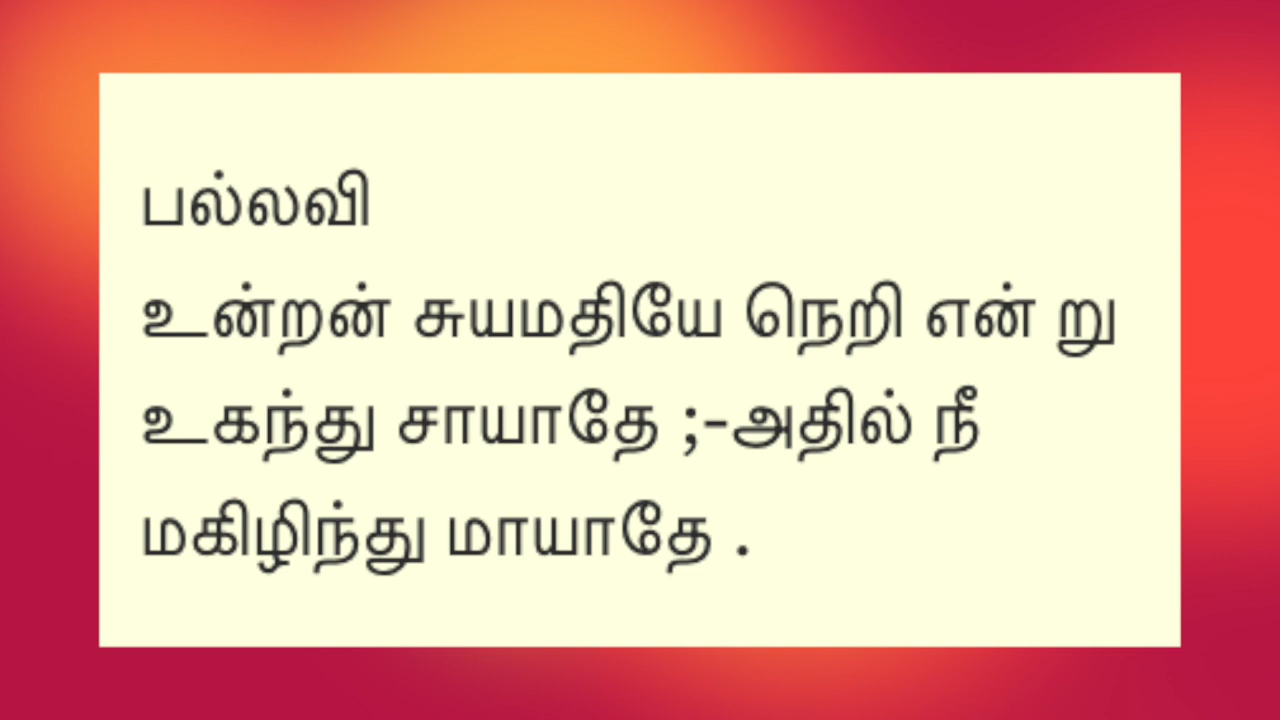 பல்லவி
உன்றன் சுயமதியே நெறி என் று
உகந்து சாயாதே ;-அதில் நீ
மகிழிந்து மாயாதே .